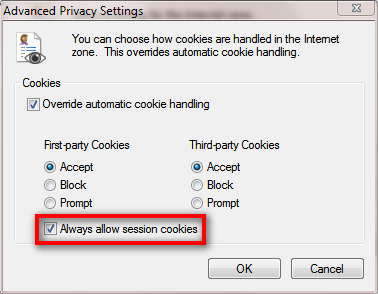 Advanced Privacy Settings
You can choose how cookies are handled in the Internet
zone. This overrides automatic cookie handling.
Cookies
Override automatic cookie handling
First-party Cookies Third-party Cookies
Accept Accept
Block Block
Prompt Prompt
Always allow session cookies
OK Cancel